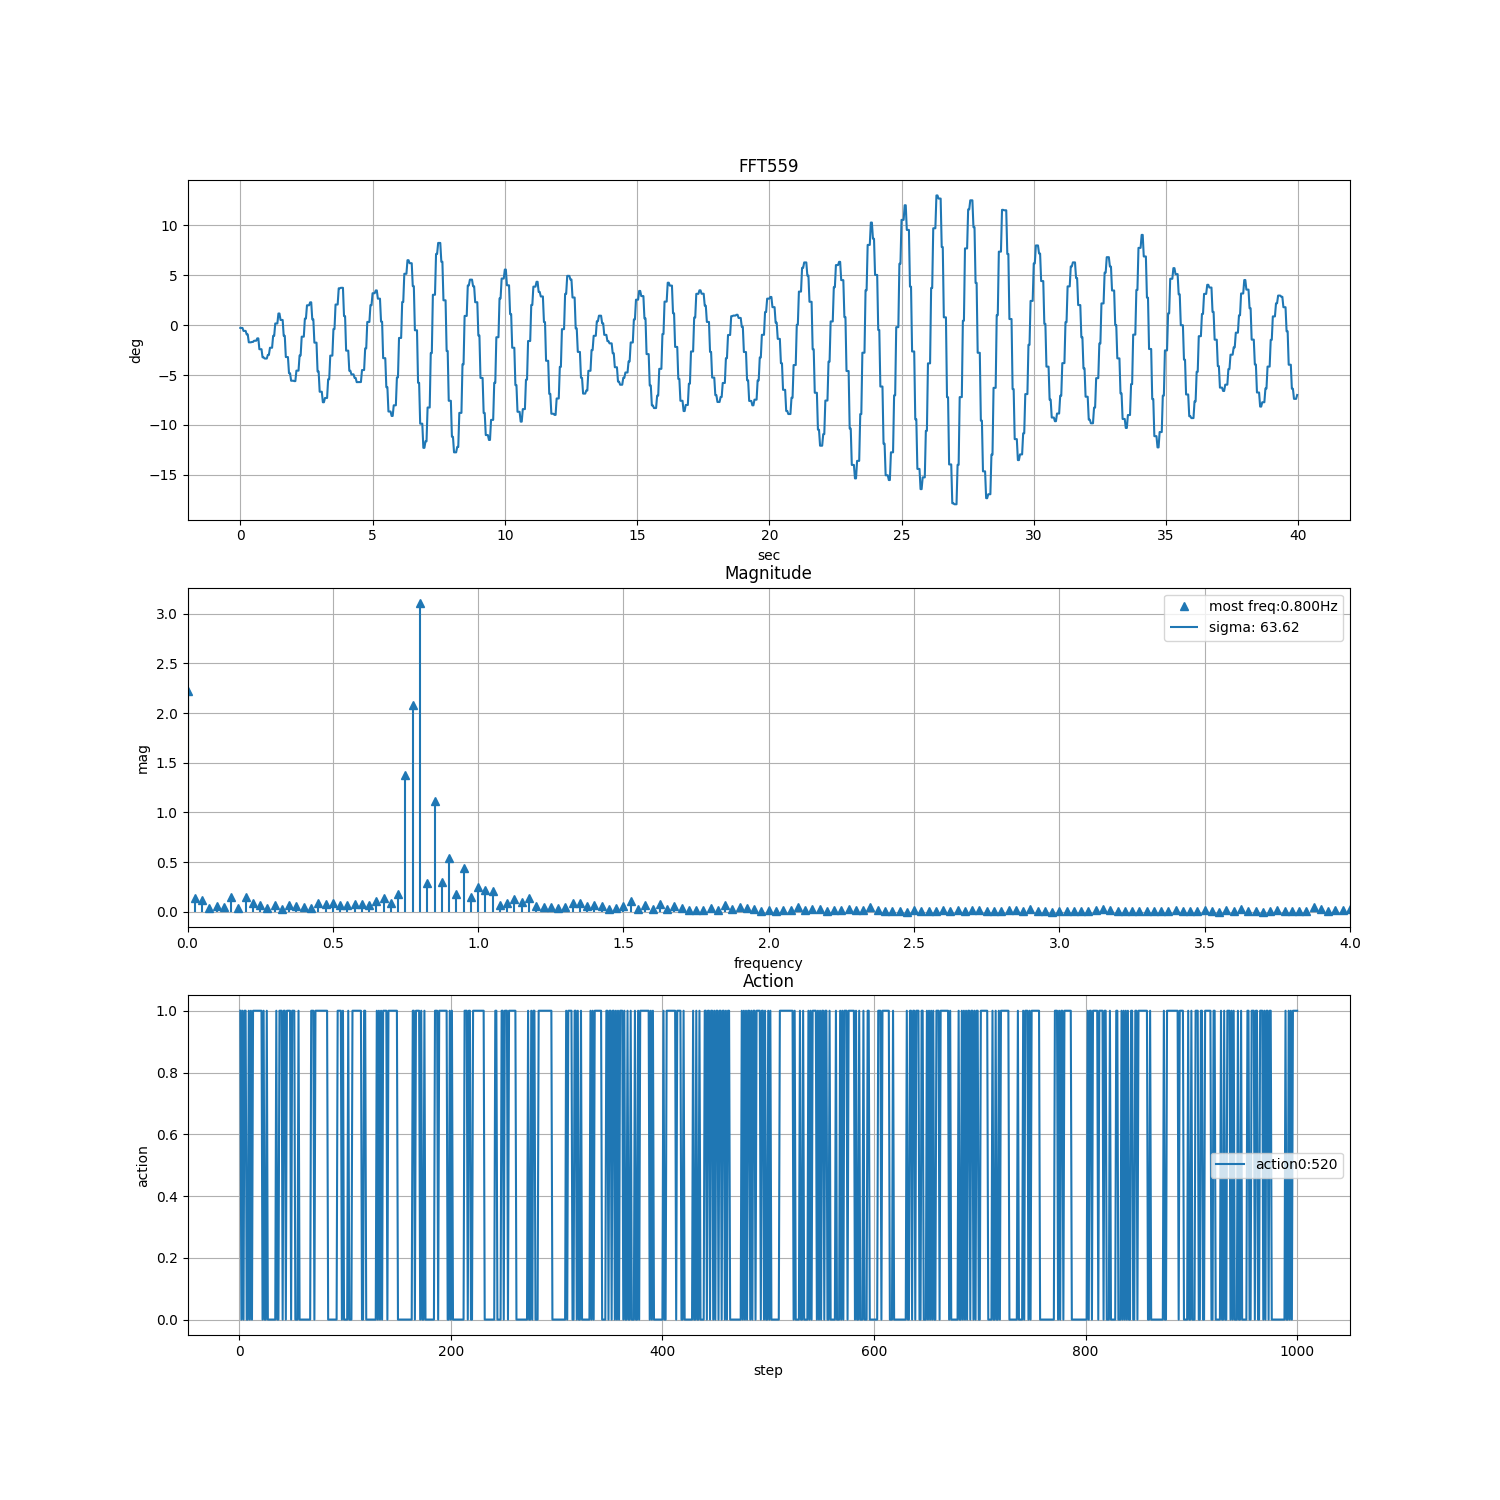 FFT559
10
5
0
−5
−10
−15
deg
0 5 10 15 20 25 30 35 40
sec
Magnitude
most freq:0.800Hz
sigma: 63.62
3.0
2.5
2.0
1.5
1.0
0.5
0.0
mag
0.0 0.5 1.0 1.5 2.0 2.5 3.0 3.5 4.0
frequency
Action
1.0
0.8
0.6
0.4
0.2
0.0
action
action0:520
0 200 400 600 800 1000
step